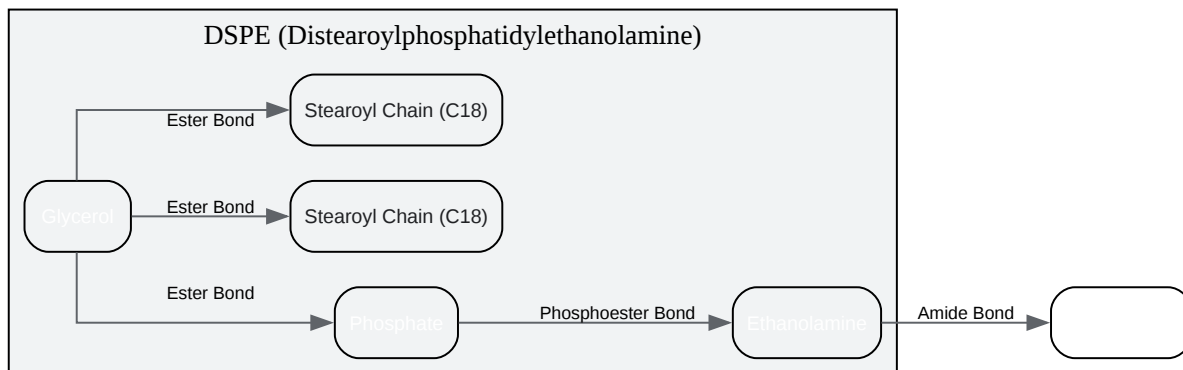 DSPE (Distearoylphosphatidylethanolamine)
Stearoyl Chain (C18)
Ester Bond
Glycerol
Ester Bond
Stearoyl Chain (C18)
Ester Bond
Phosphate
Phosphoester Bond
Ethanolamine
Amide Bond